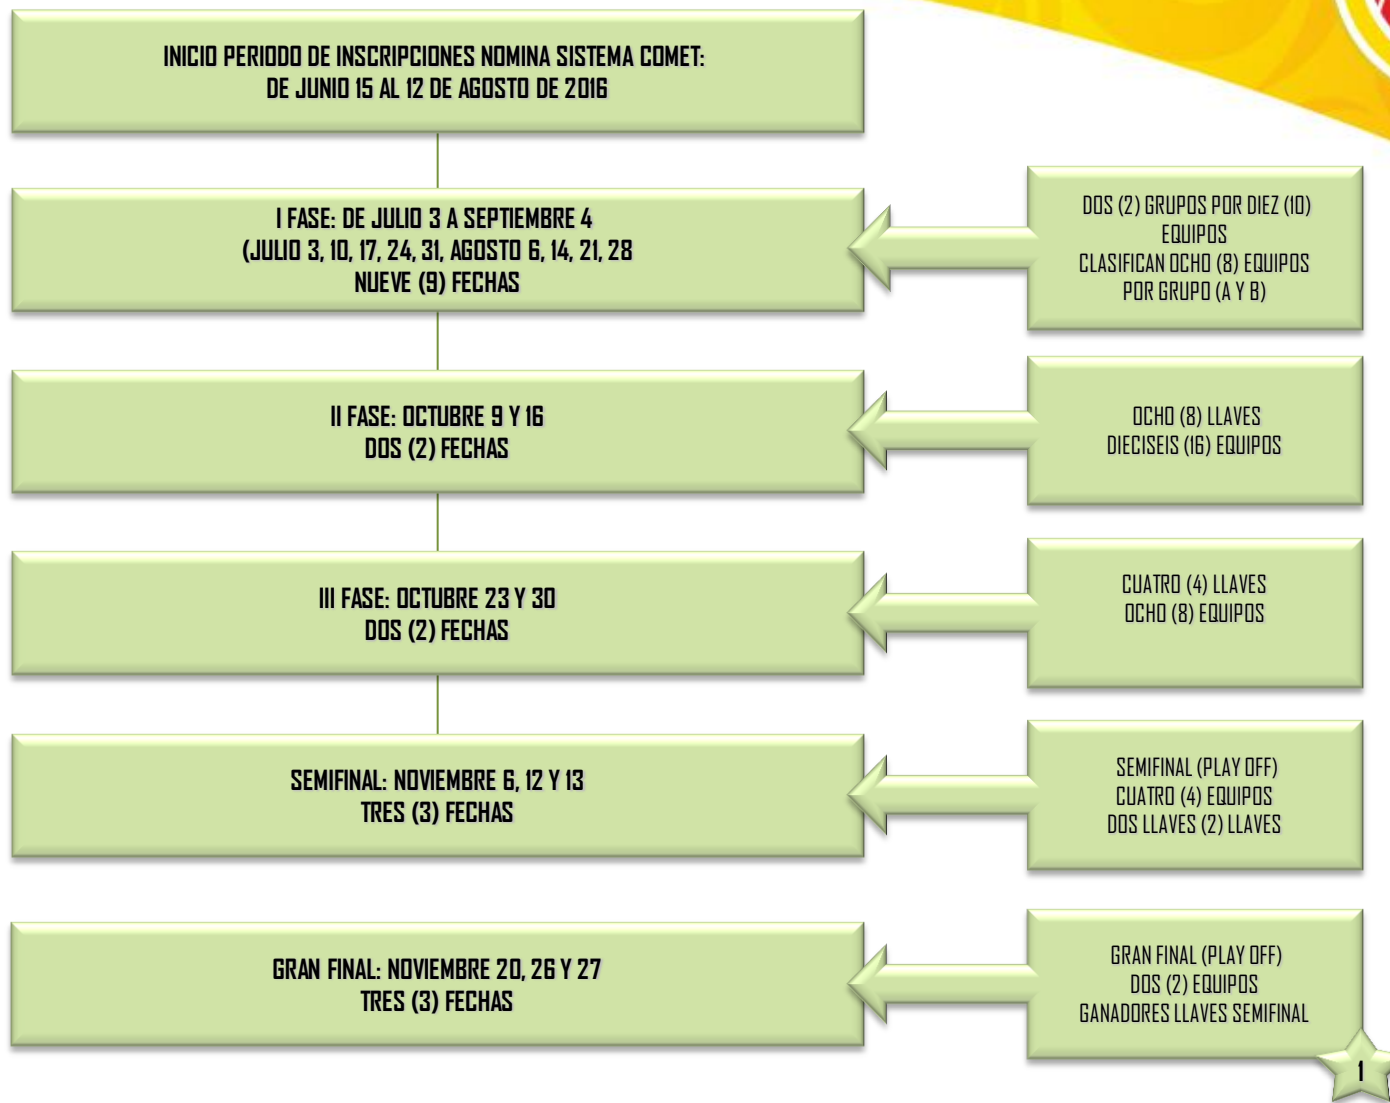 INICIO PERIODO DE INSCRIPCIONES NOMINA SISTEMA COMET:
DE JUNIO 15 AL 12 DE AGOSTO DE 2016
I FASE: DE JULIO 3 A SEPTIEMBRE 4
(JULIO 3, 10, 17, 24, 31, AGOSTO 6, 14, 21, 28
NUEVE (9) FECHAS
DOS (2) GRUPOS POR DIEZ (10)
EQUIPOS
CLASIFICAN OCHO (8) EQUIPOS
POR GRUPO (A Y B)
II FASE: OCTUBRE 9 Y 16
DOS (2) FECHAS
OCHO (8) LLAVES
DIECISEIS (16) EQUIPOS
III FASE: OCTUBRE 23 Y 30
DOS (2) FECHAS
CUATRO (4) LLAVES
OCHO (8) EQUIPOS
SEMIFINAL: NOVIEMBRE 6, 12 Y 13
TRES (3) FECHAS
SEMIFINAL (PLAY OFF)
CUATRO (4) EQUIPOS
DOS LLAVES (2) LLAVES
GRAN FINAL: NOVIEMBRE 20, 26 Y 27
TRES (3) FECHAS
GRAN FINAL (PLAY OFF)
DOS (2) EQUIPOS
GANADORES LLAVES SEMIFINAL
1